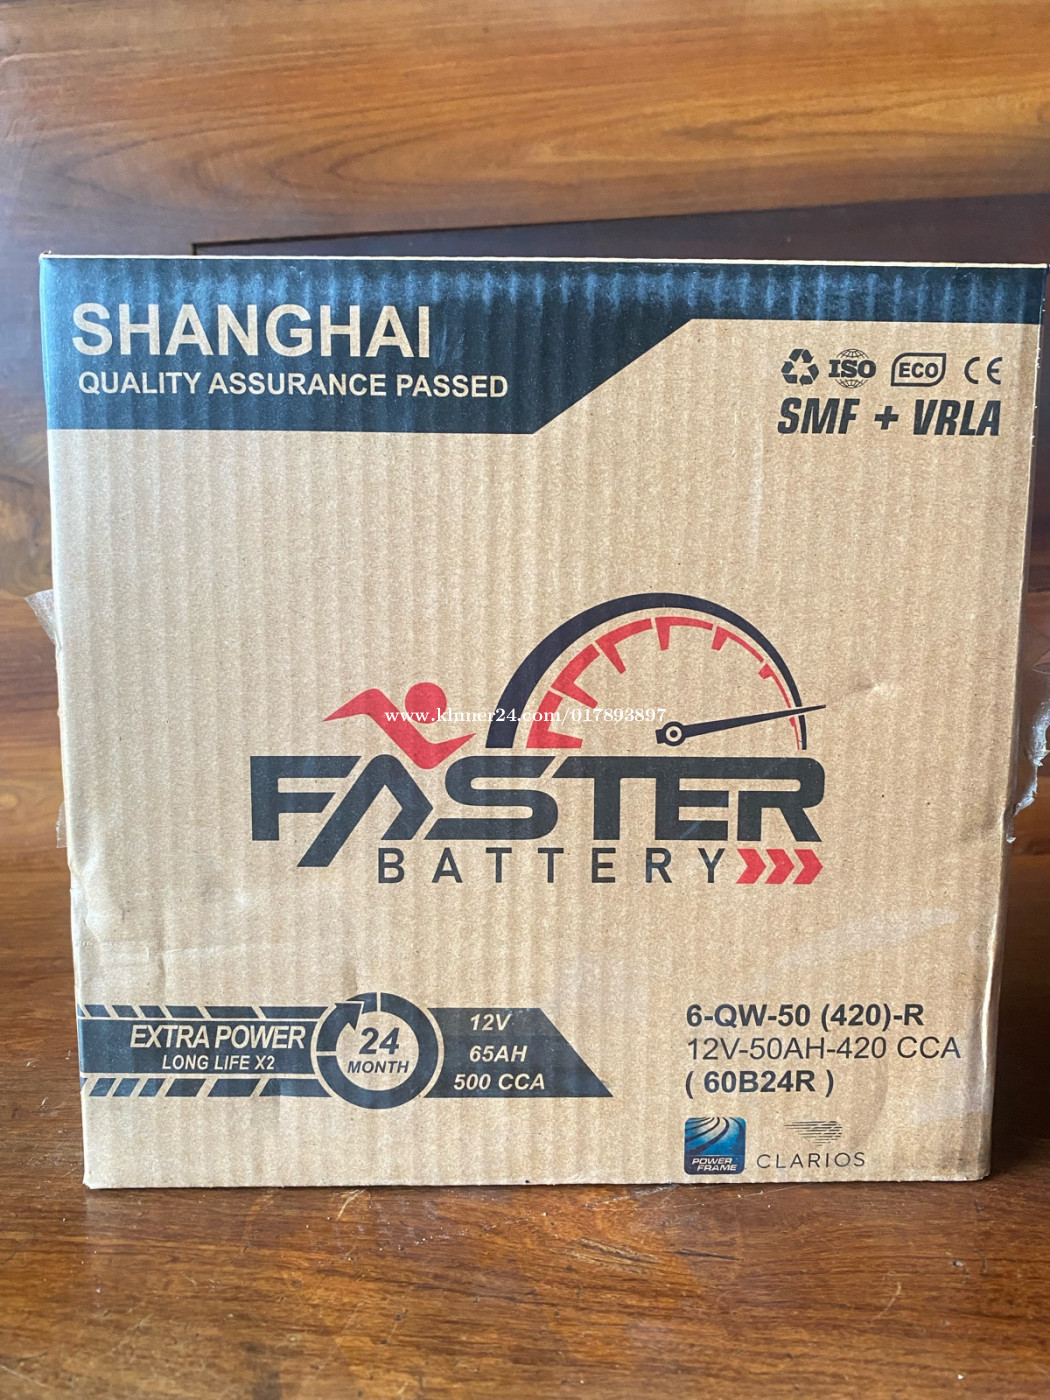 SHANGHAI
QUALITY ASSURANCE PASSED
ISO
ECO
CE
SMF + VRLA
www.khmer24.com/017893897
FASTER
BATTERY
EXTRA POWER
LONG LIFE X2
24
MONTH
12V
65AH
500 CCA
6-QW-50 (420)-R
12V-50AH-420 CCA
( 60B24R )
POWER
FRAME
CLARIOS